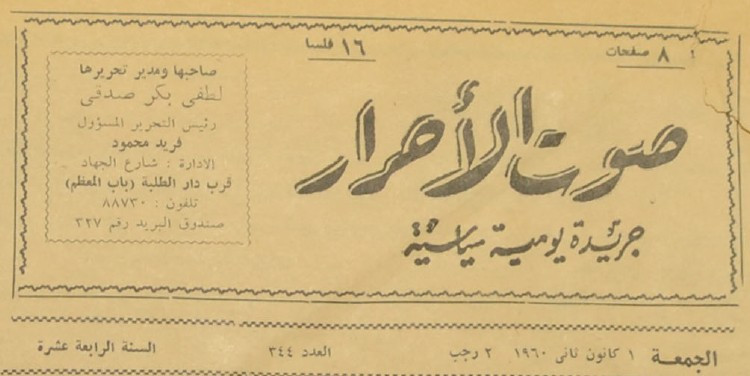 ٨ صفحات
١٦ فلسا
صوت الأحرار
جريدة يومية سياسية
صاحبها ومدير تحريرها
لطفي بكر صدقي
رئيس التحرير المسؤول
فريد محمود
الادارة : شارع الجهاد
قرب دار الطلبة (باب المعظم)
تلفون : ٨٨٧٣٠
صندوق البريد رقم ٣٢٧
الجمعـة ١ كانون ثانى ١٩٦٠ ٢ رجب العدد ٣٤٤ السنة الرابعة عشرة